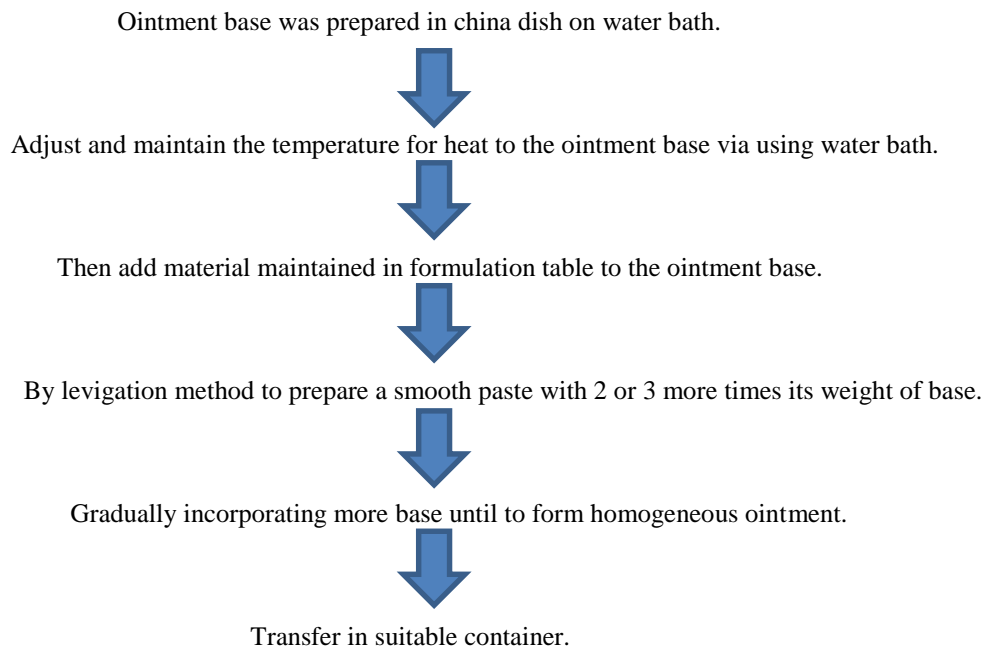 Ointment base was prepared in china dish on water bath.
Adjust and maintain the temperature for heat to the ointment base via using water bath.
Then add material maintained in formulation table to the ointment base.
By levigation method to prepare a smooth paste with 2 or 3 more times its weight of base.
Gradually incorporating more base until to form homogeneous ointment.
Transfer in suitable container.